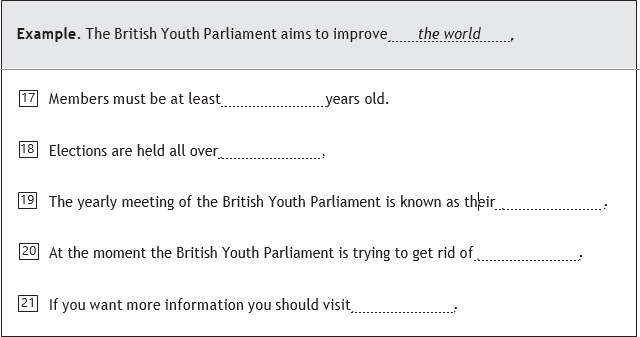 Example. The British Youth Parliament aims to improve......the world.......
17 Members must be at least......................years old.
18 Elections are held all over......................
19 The yearly meeting of the British Youth Parliament is known as their......................
20 At the moment the British Youth Parliament is trying to get rid of......................
21 If you want more information you should visit......................